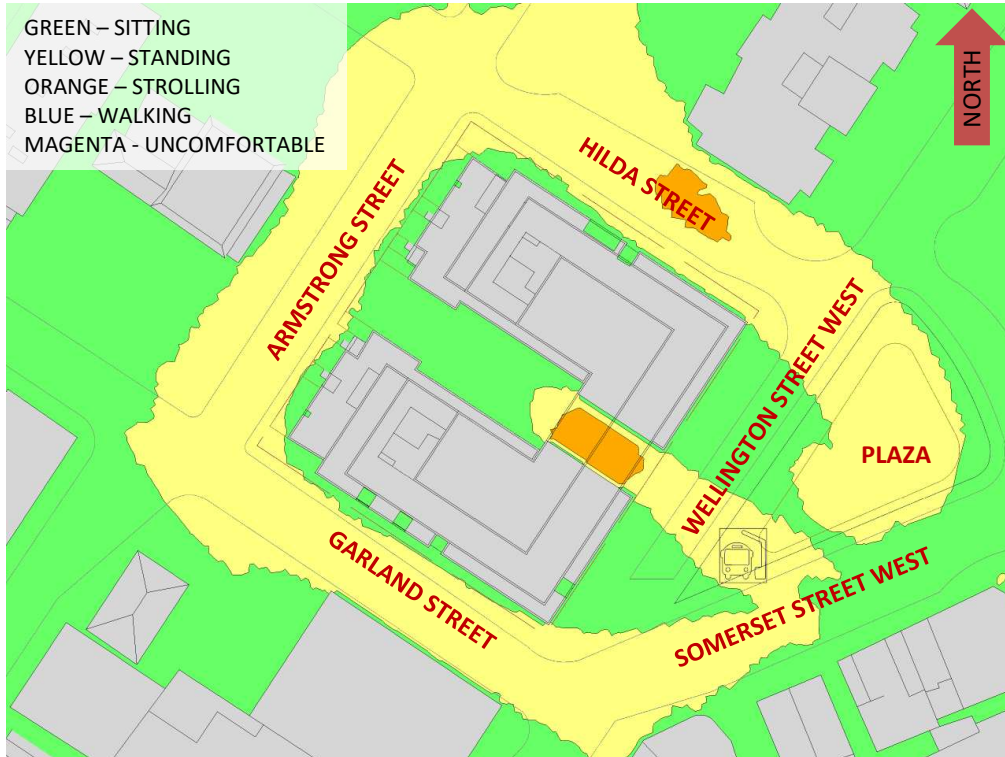 GREEN – SITTING
YELLOW – STANDING
ORANGE – STROLLING
BLUE – WALKING
MAGENTA - UNCOMFORTABLE
NORTH
HILDA STREET
ARMSTRONG STREET
WELLINGTON STREET WEST
PLAZA
GARLAND STREET
SOMERSET STREET WEST